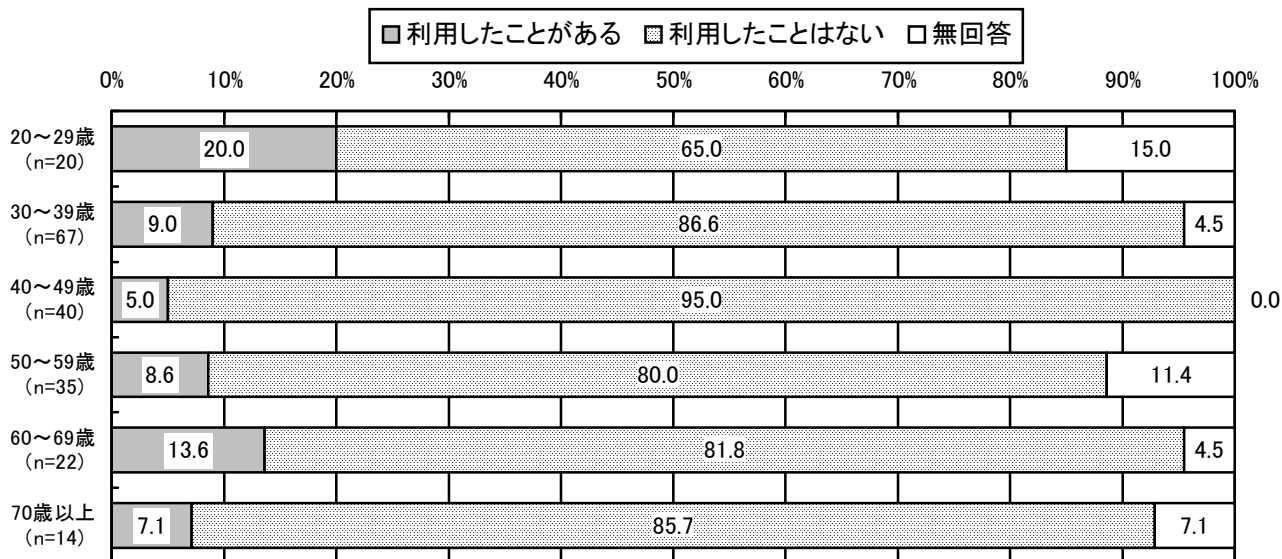 利用したことがある 利用したことはない 無回答
0% 10% 20% 30% 40% 50% 60% 70% 80% 90% 100%
20～29歳
(n=20)
20.0 65.0 15.0
30～39歳
(n=67)
9.0 86.6 4.5
40～49歳
(n=40)
5.0 95.0 0.0
50～59歳
(n=35)
8.6 80.0 11.4
60～69歳
(n=22)
13.6 81.8 4.5
70歳以上
(n=14)
7.1 85.7 7.1